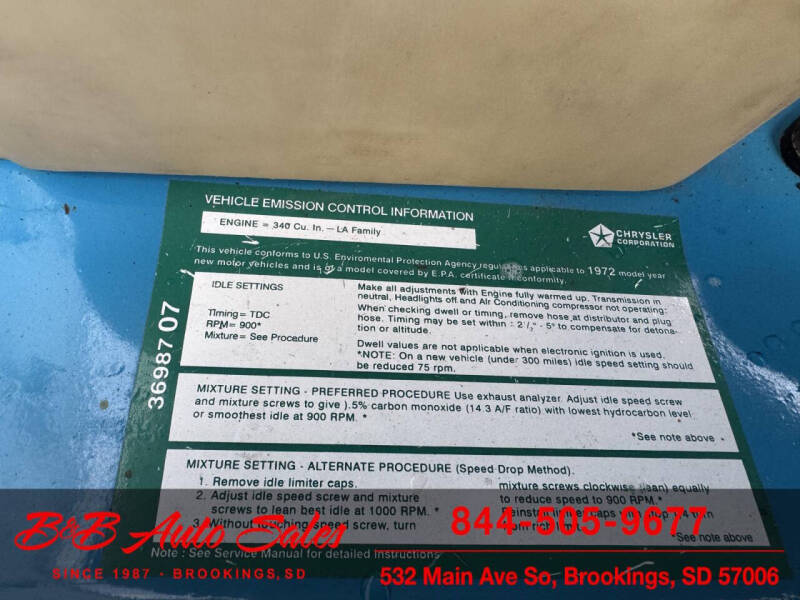 VEHICLE EMISSION CONTROL INFORMATION
ENGINE = 340 Cu. In. — LA Family
CHRYSLER
CORPORATION
This vehicle conforms to U.S. Enviromental Protection Agency regulations applicable to 1972 model year
new motor vehicles and is of a model covered by E.P.A. certificate of conformity.
IDLE SETTINGS
Timing= TDC
RPM= 900*
Mixture= See Procedure
Make all adjustments with Engine fully warmed up. Transmission in
neutral, Headlights off and Air Conditioning compressor not operating:
When checking dwell or timing, remove hose at distributor and plug
hose. Timing may be set within - 5° to compensate for detona-
tion or altitude.
Dwell values are not applicable when electronic ignition is used.
*NOTE: On a new vehicle (under 300 miles) idle speed setting should
be reduced 75 rpm.
3698707
MIXTURE SETTING - PREFERRED PROCEDURE Use exhaust analyzer. Adjust idle speed screw
and mixture screws to give .5% carbon monoxide (14.3 A/F ratio) with lowest hydrocarbon level
or smoothest idle at 900 RPM. *
*See note above
MIXTURE SETTING - ALTERNATE PROCEDURE (Speed Drop Method).
1. Remove idle limiter caps.
2. Adjust idle speed screw and mixture
screws to lean best idle at 1000 RPM. *
3. Without touching speed screw, turn
mixture screws clockwise (lean) equally
to reduce speed to 900 RPM.*
*See note above
Note : See Service Manual for detailed Instructions
B&B Auto Sales
SINCE 1987 - BROOKINGS, SD
844-505-9677
532 Main Ave So, Brookings, SD 57006